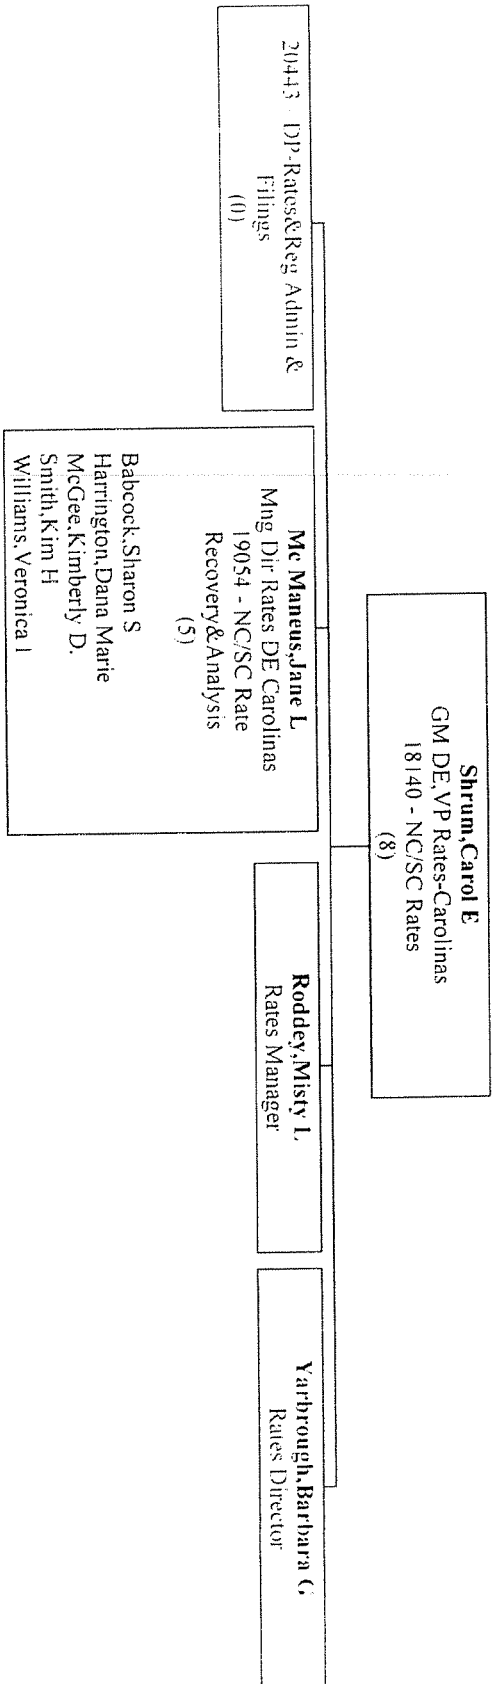 Shrum,Carol E
GM DE,VP Rates-Carolinas
18140 - NC/SC Rates
(8)
20443 - DP-Rates&Reg Admin &
Filings
(0)
Mc Maneus,Jane L
Mng Dir Rates DE Carolinas
19054 - NC/SC Rate
Recovery&Analysis
(5)
Babcock,Sharon S
Harrington,Dana Marie
McGee,Kimberly D.
Smith,Kim H
Williams,Veronica I
Roddey,Misty L
Rates Manager
Yarbrough,Barbara G
Rates Director